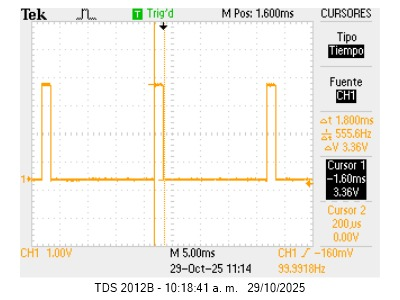 Tek T Trig'd M Pos: 1.600ms CURSORES
Tipo
Tiempo
Fuente
CH1
Δt 1.800ms
555.6Hz
ΔV 3.36V
Cursor 1
-1.60ms
3.36V
Cursor 2
200µs
0.00V
1
CH1 1.00V M 5.00ms CH1 -160mV
29-Oct-25 11:14 99.9918Hz
TDS 2012B - 10:18:41 a. m. 29/10/2025